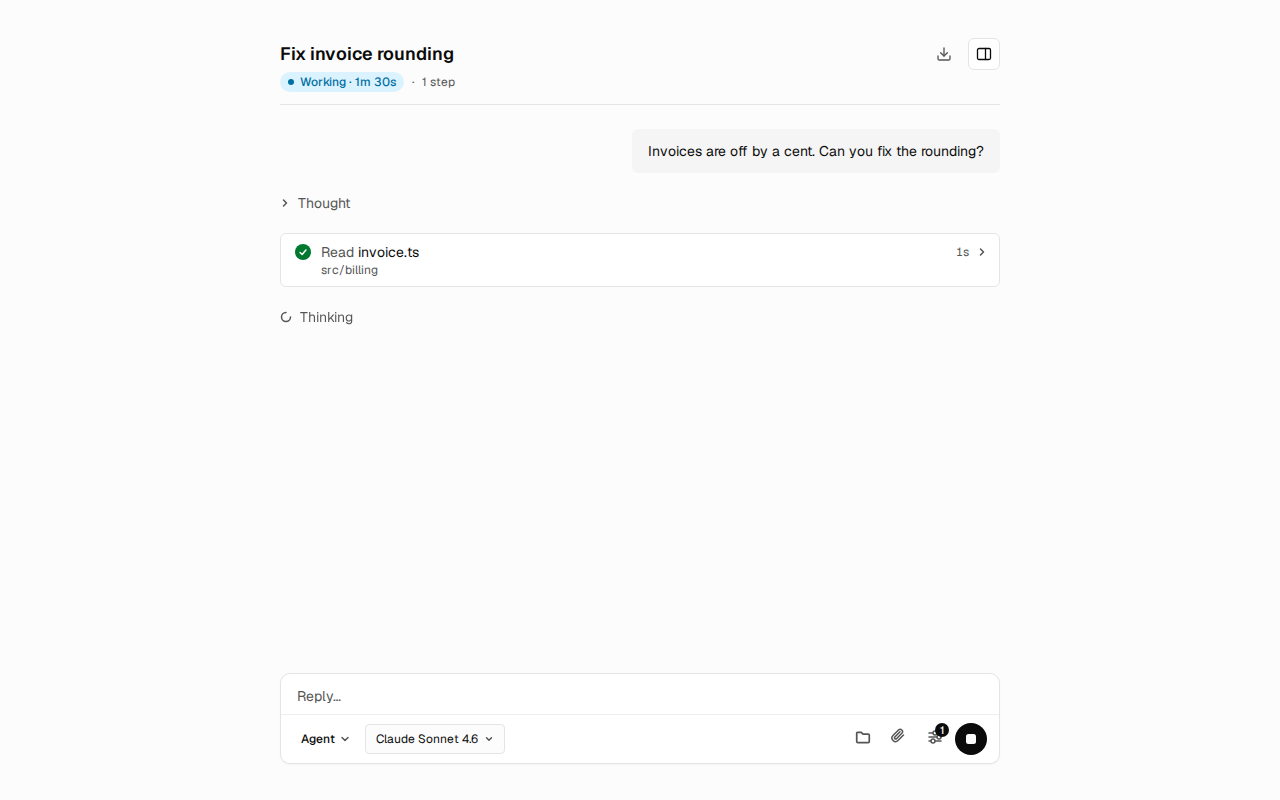 Fix invoice rounding
Working · 1m 30s · 1 step
Invoices are off by a cent. Can you fix the rounding?
Thought
Read invoice.ts 1s
src/billing
Thinking
Reply...
Agent Claude Sonnet 4.6 1